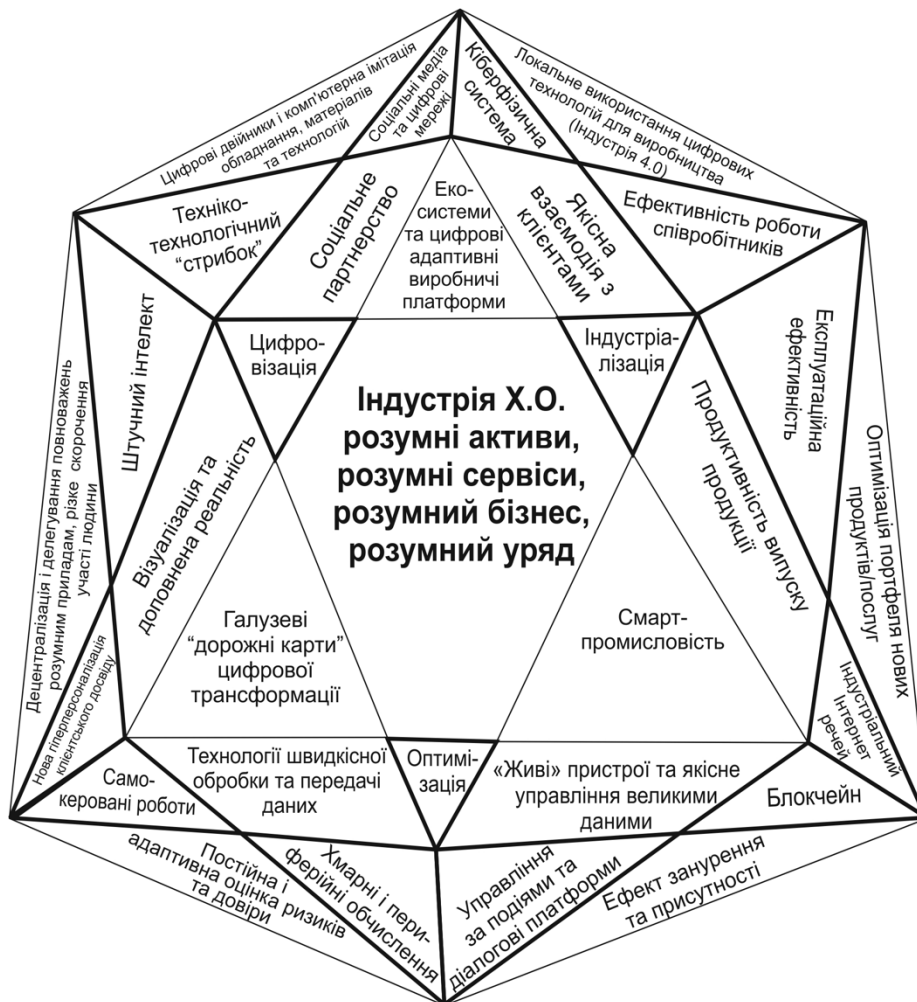 Цифрові двійники і комп'ютерна імітація
обладнання, матеріалів
та технологій
Соціальні медіа
та цифрові
мережі
Кіберфізична
система
Локальне використання цифрових
технологій для виробництва
(Індустрія 4.0)
Техніко-
технологічний
“стрибок”
Соціальне
партнерство
Еко-
системи
та цифрові
адаптивні
виробничі
платформи
Якісна
взаємодія з
клієнтами
Ефективність роботи
співробітників
Цифро-
візація
Індустріа-
лізація
Штучний інтелект
Експлуатаційна
ефективність
Індустрія Х.О.
розумні активи,
розумні сервіси,
розумний бізнес,
розумний уряд
Децентралізація і делегування повноважень
розумним приладам, різке скорочення
участі людини
Візуалізація та
доповнена реальність
Продуктивність випуску
продукції
Оптимізація портфеля нових
продуктів/послуг
Галузеві
“дорожні карти”
цифрової
трансформації
Смарт-
промисловість
Нова гіперперсоналізація
клієнтського досвіду
Індустріальний
Інтернет
речей
Само-
керовані роботи
Технології швидкісної
обробки та передачі
даних
Оптимі-
зація
«Живі» пристрої та якісне
управління великими
даними
Блокчейн
Постійна і
адаптивна оцінка ризиків
та довіри
Хмарні і пери-
ферійні обчислення
Управління
за подіями та
діалогові платформи
Ефект занурення
та присутності